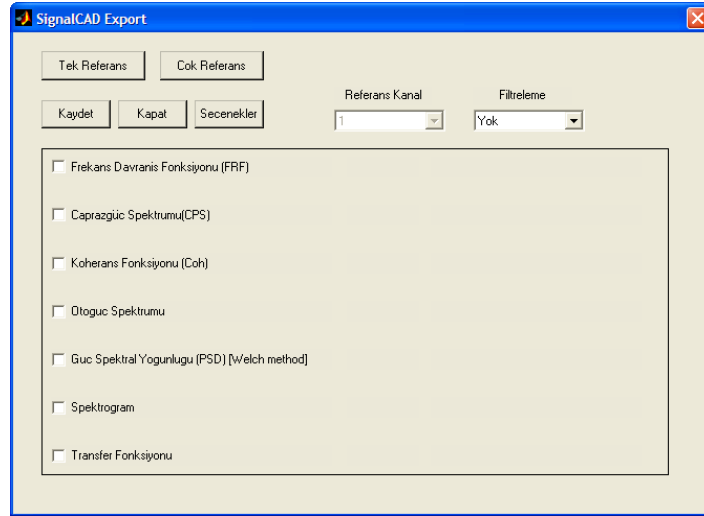 SignalCAD Export
Tek Referans
Cok Referans
Referans Kanal
Filtreleme
Kaydet
Kapat
Secenekler
1
Yok
Frekans Davranis Fonksiyonu (FRF)
Caprazgüc Spektrumu(CPS)
Koherans Fonksiyonu (Coh)
Otoguc Spektrumu
Guc Spektral Yogunlugu (PSD) [Welch method]
Spektrogram
Transfer Fonksiyonu